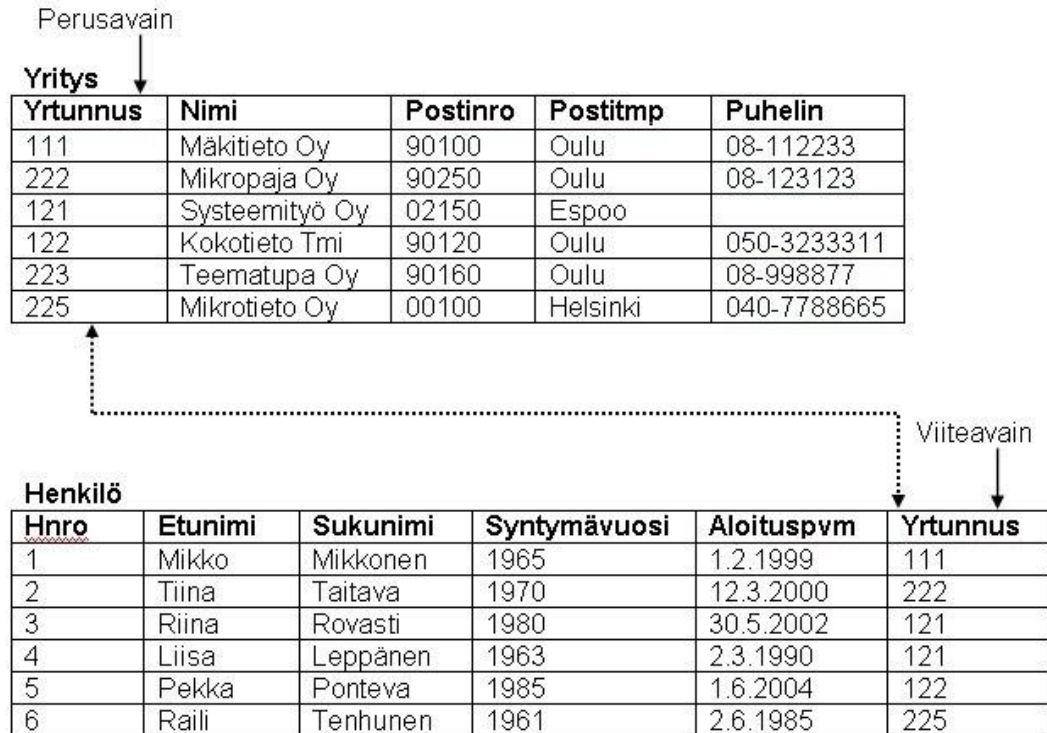 Perusavain
Yritys
Yrtunnus Nimi Postinro Postitmp Puhelin
111 Mäkitieto Oy 90100 Oulu 08-112233
222 Mikropaja Oy 90250 Oulu 08-123123
121 Systeemityö Oy 02150 Espoo
122 Kokotieto Tmi 90120 Oulu 050-3233311
223 Teematupa Oy 90160 Oulu 08-998877
225 Mikrotieto Oy 00100 Helsinki 040-7788665
Viiteavain
Henkilö
Hnro Etunimi Sukunimi Syntymävuosi Aloituspvm Yrtunnus
1 Mikko Mikkonen 1965 1.2.1999 111
2 Tiina Taitava 1970 12.3.2000 222
3 Riina Rovasti 1980 30.5.2002 121
4 Liisa Leppänen 1963 2.3.1990 121
5 Pekka Ponteva 1985 1.6.2004 122
6 Raili Tenhunen 1961 2.6.1985 225